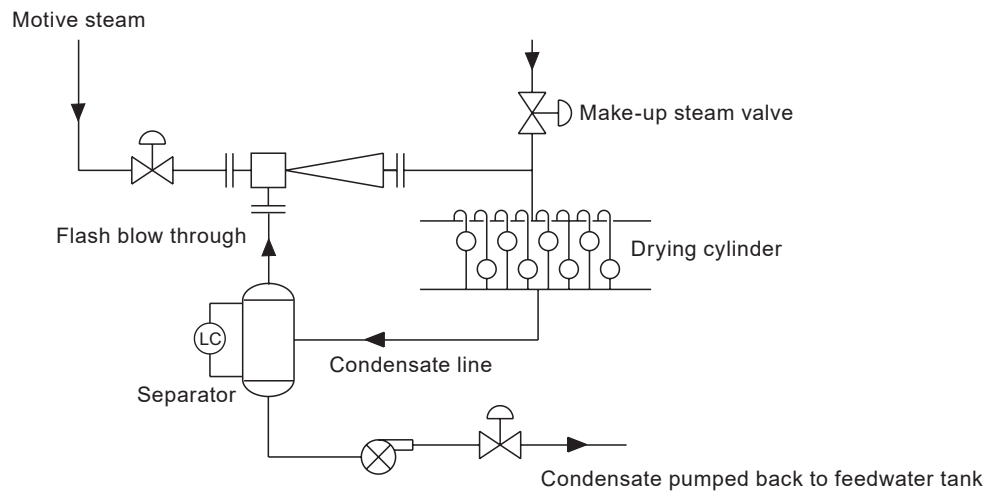 Motive steam
Make-up steam valve
Flash blow through
Drying cylinder
LC
Condensate line
Separator
Condensate pumped back to feedwater tank